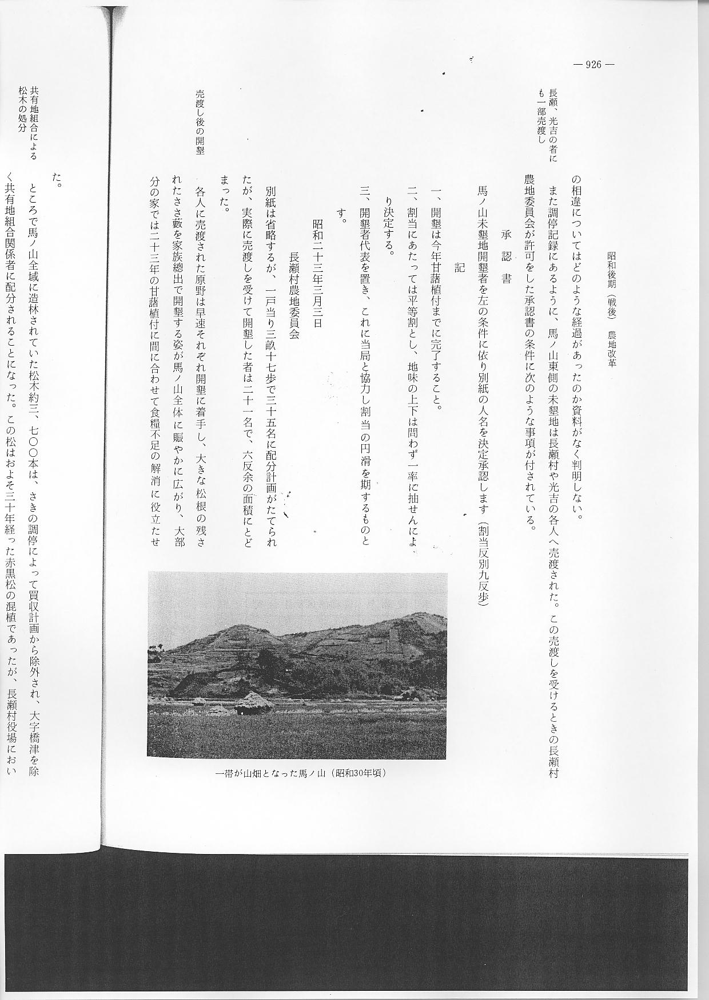 ― 926 ―
昭和後期（戦後）　農地改革
長瀬、光吉の者に
も一部売渡し
の相違についてはどのような経過があったのか資料がなく判明しない。
また調停記録にあるように、馬ノ山東側の未墾地は長瀬村や光吉の各人へ売渡された。この売渡しを受けるときの長瀬村
農地委員会が許可をした承認書の条件に次のような事項が付されている。
承　認　書
馬ノ山未墾地開墾者を左の条件に依り別紙の人名を決定承認します（割当反別九反歩）
記
一、開墾は今年甘藷植付までに完了すること。
二、割当にあたっては平等割とし、地味の上下は問わず一率に抽せんによ
り決定する。
三、開墾者代表を置き、これに当局と協力し割当の円滑を期するものと
す。
昭和二十三年三月三日
長瀬村農地委員会
別紙は省略するが、一戸当り三畝十七歩で三十五名に配分計画がたてられ
たが、実際に売渡しを受けて開墾した者は二十一名で、六反余の面積にとど
まった。
売渡し後の開墾
各人に売渡された原野は早速それぞれ開墾に着手し、大きな松根の残さ
れたささ藪を家族總出で開墾する姿が馬ノ山全体に賑やかに広がり、大部
分の家では二十三年の甘藷植付に間に合わせて食糧不足の解消に役立たせ
一帯が山畑となった馬ノ山（昭和30年頃）
た。
共有地組合による
松木の処分
ところで馬ノ山全域に造林されていた松木約三、七〇〇本は、さきの調停によって買収計画から除外され、大字橋津を除
く共有地組合関係者に配分されることになった。この松はおよそ三十年経った赤黒松の混植であったが、長瀬村役場におい